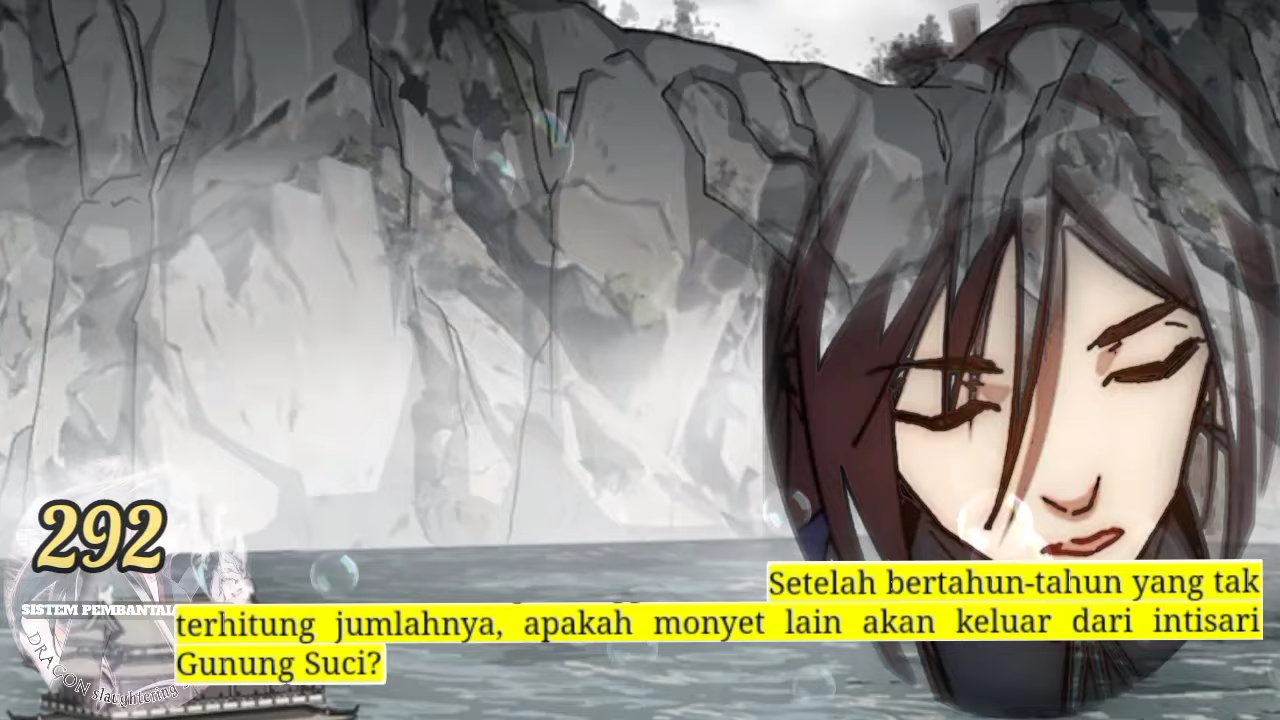 292
SISTEM PEMBANTAI
DRAGON slaughtering
Setelah bertahun-tahun yang tak
terhitung jumlahnya, apakah monyet lain akan keluar dari intisari
Gunung Suci?